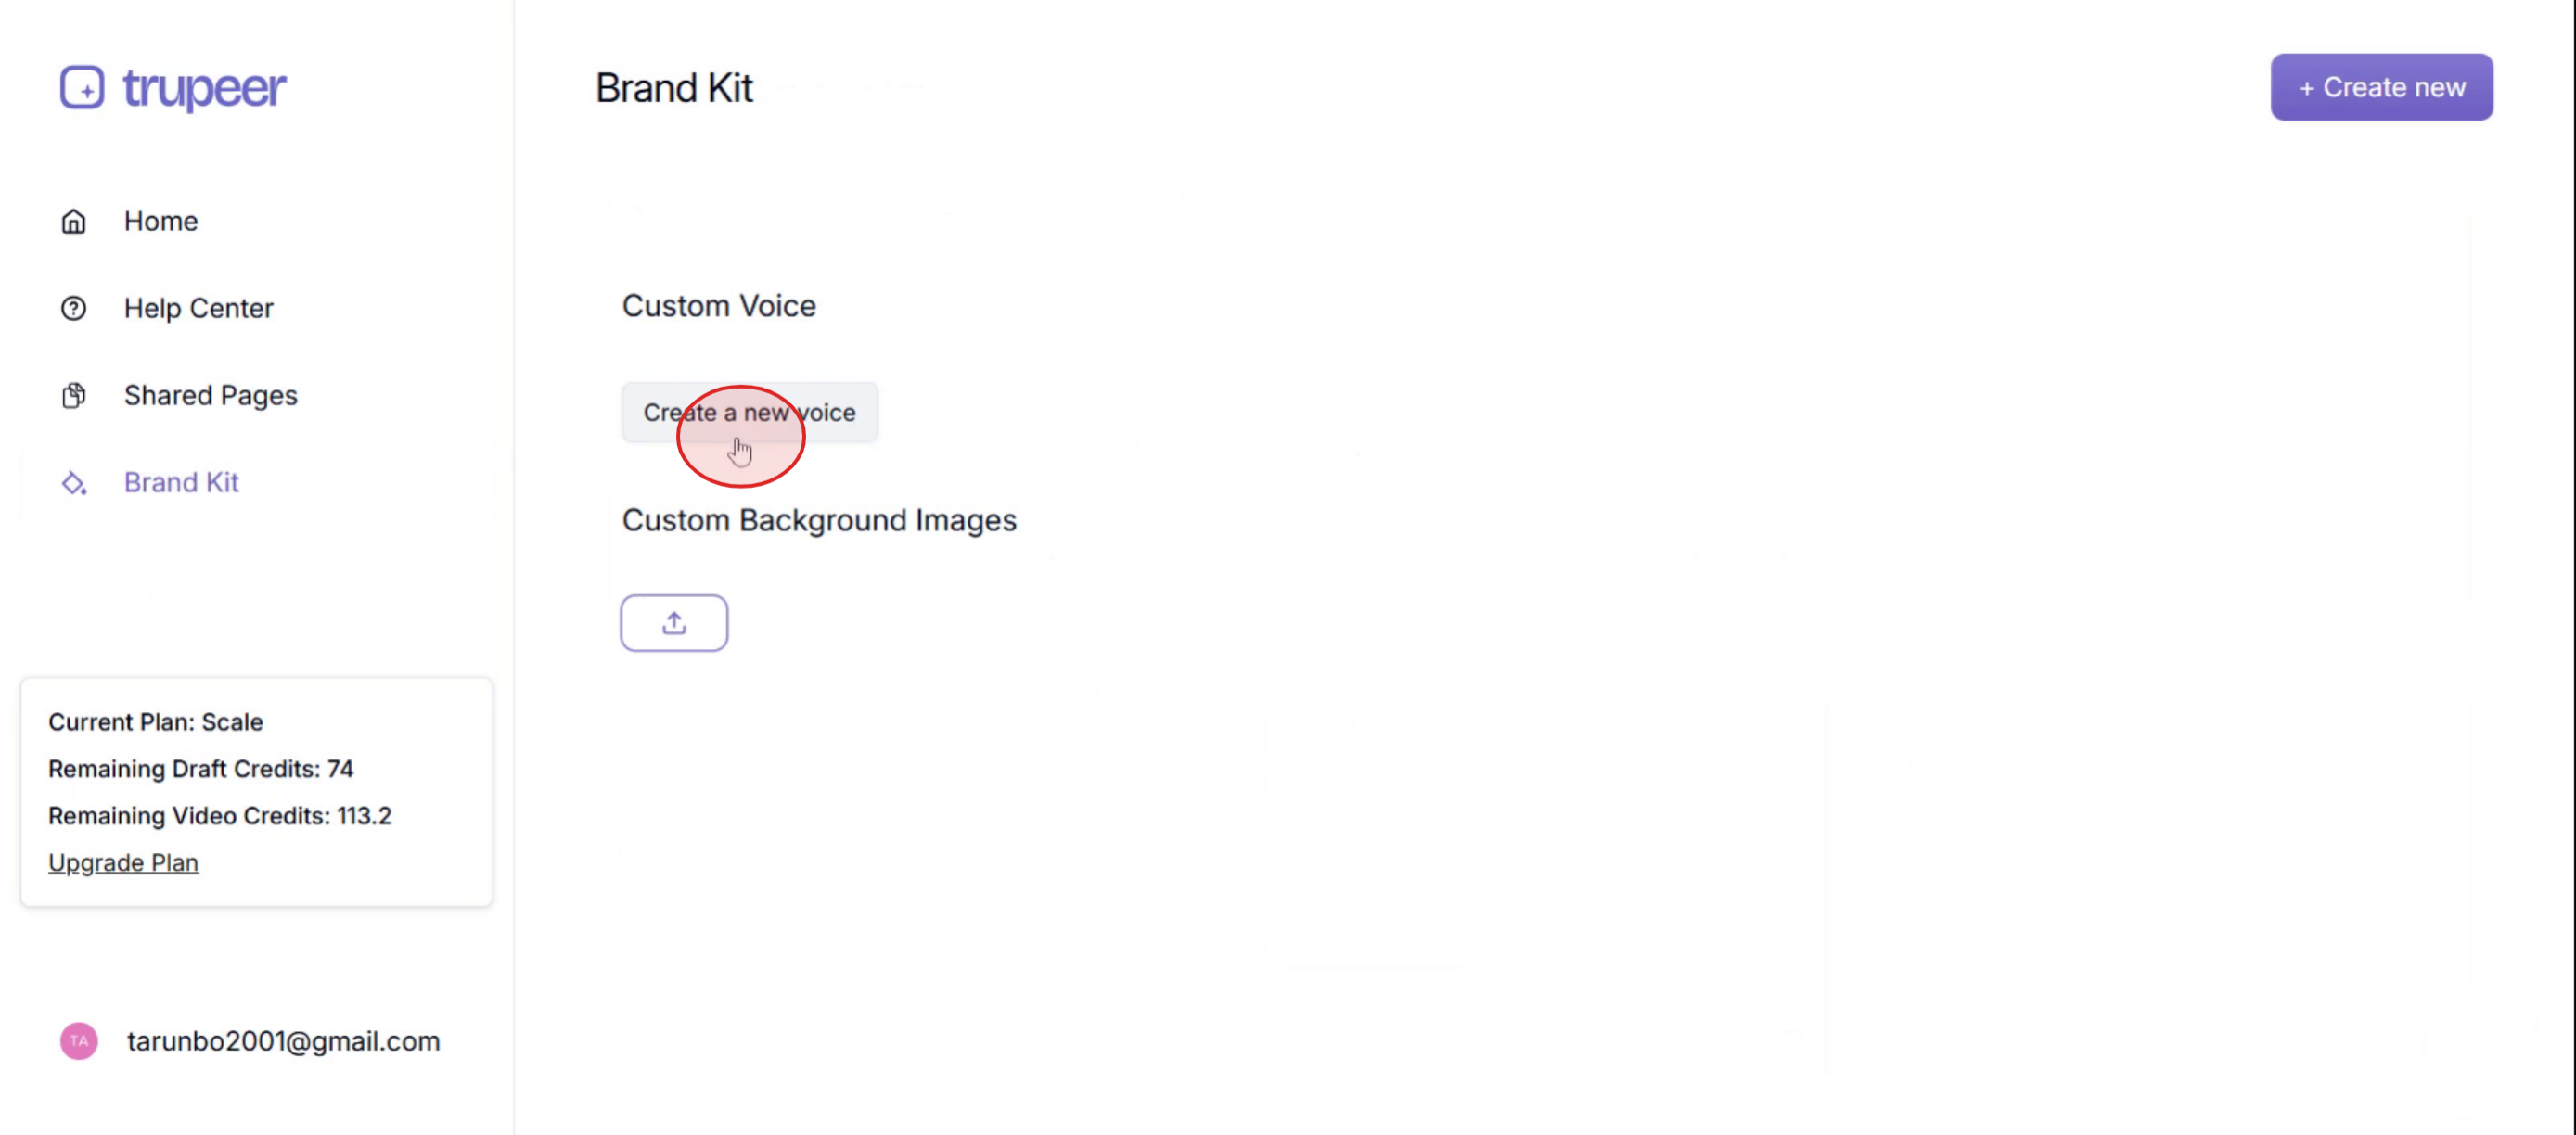 trupeer
Home
Help Center
Shared Pages
Brand Kit
Current Plan: Scale
Remaining Draft Credits: 74
Remaining Video Credits: 113.2
Upgrade Plan
TA
tarunbo2001@gmail.com
Brand Kit
+ Create new
Custom Voice
Create a new voice
Custom Background Images